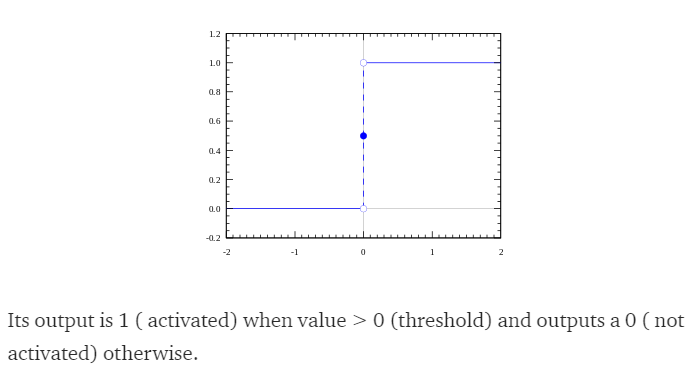 1.2
1.0
0.8
0.6
0.4
0.2
0.0
-0.2
-2 -1 0 1 2
Its output is 1 ( activated) when value > 0 (threshold) and outputs a 0 ( not
activated) otherwise.